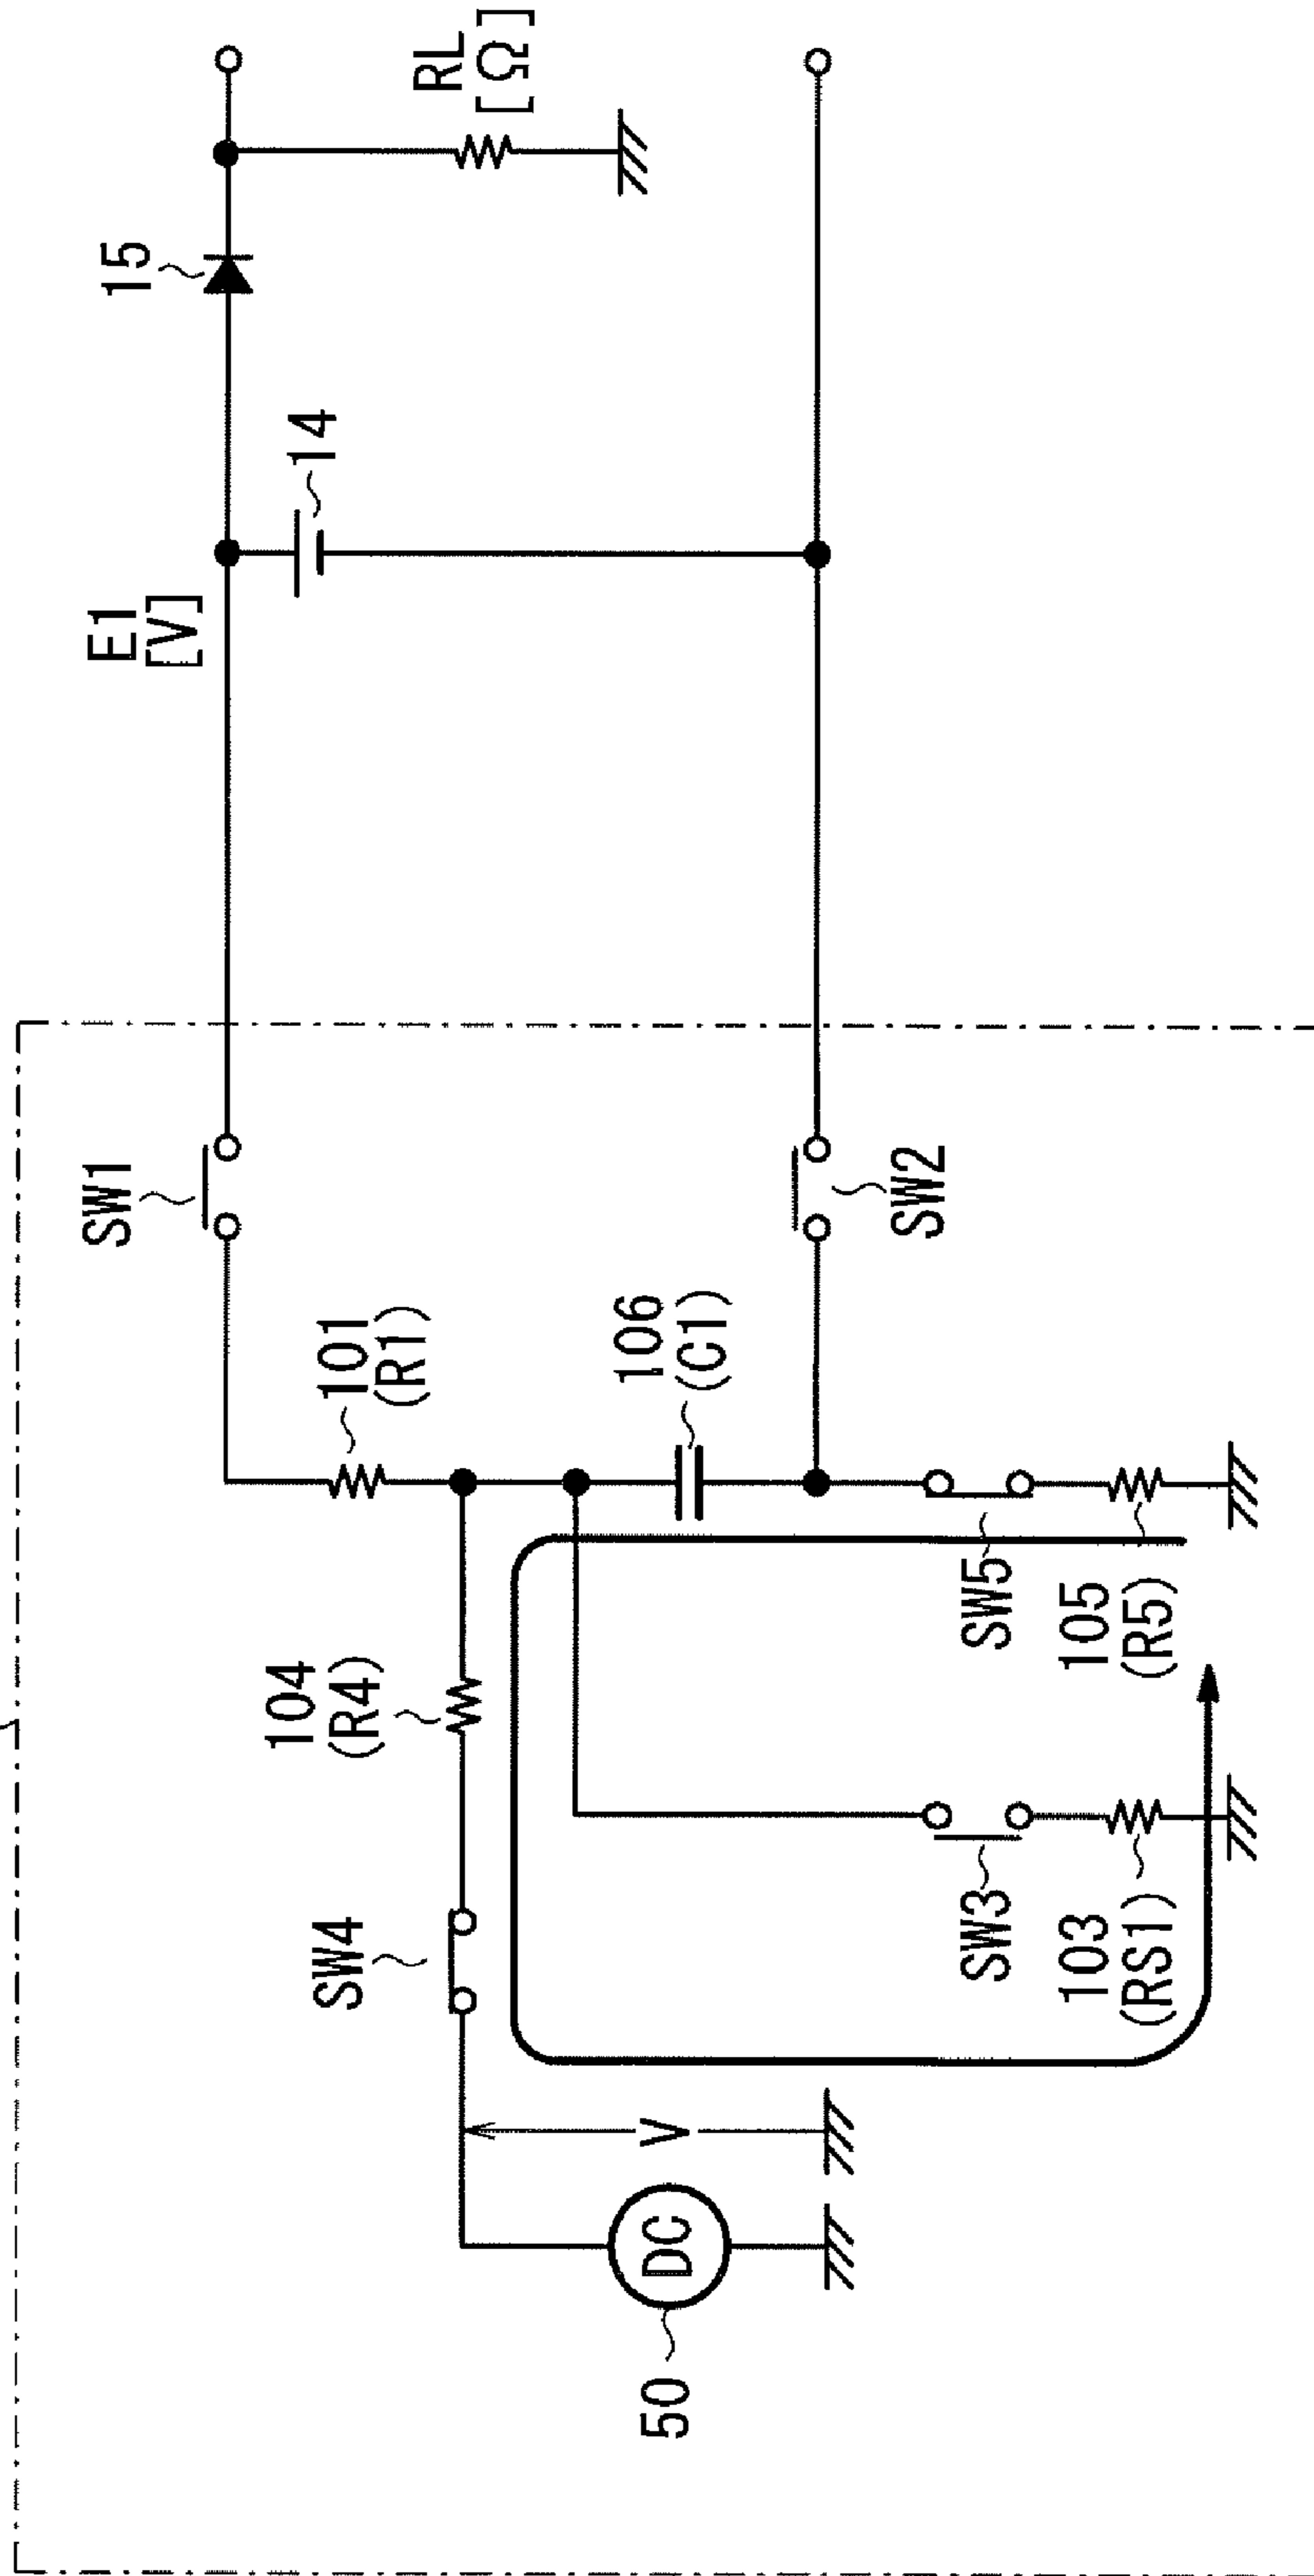 RL
[Ω]
15
14
E1
[V]
SW1
SW2
101
(R1)
106
(C1)
104
(R4)
SW5
105
(R5)
SW4
SW3
103
(RS1)
V
DC
50